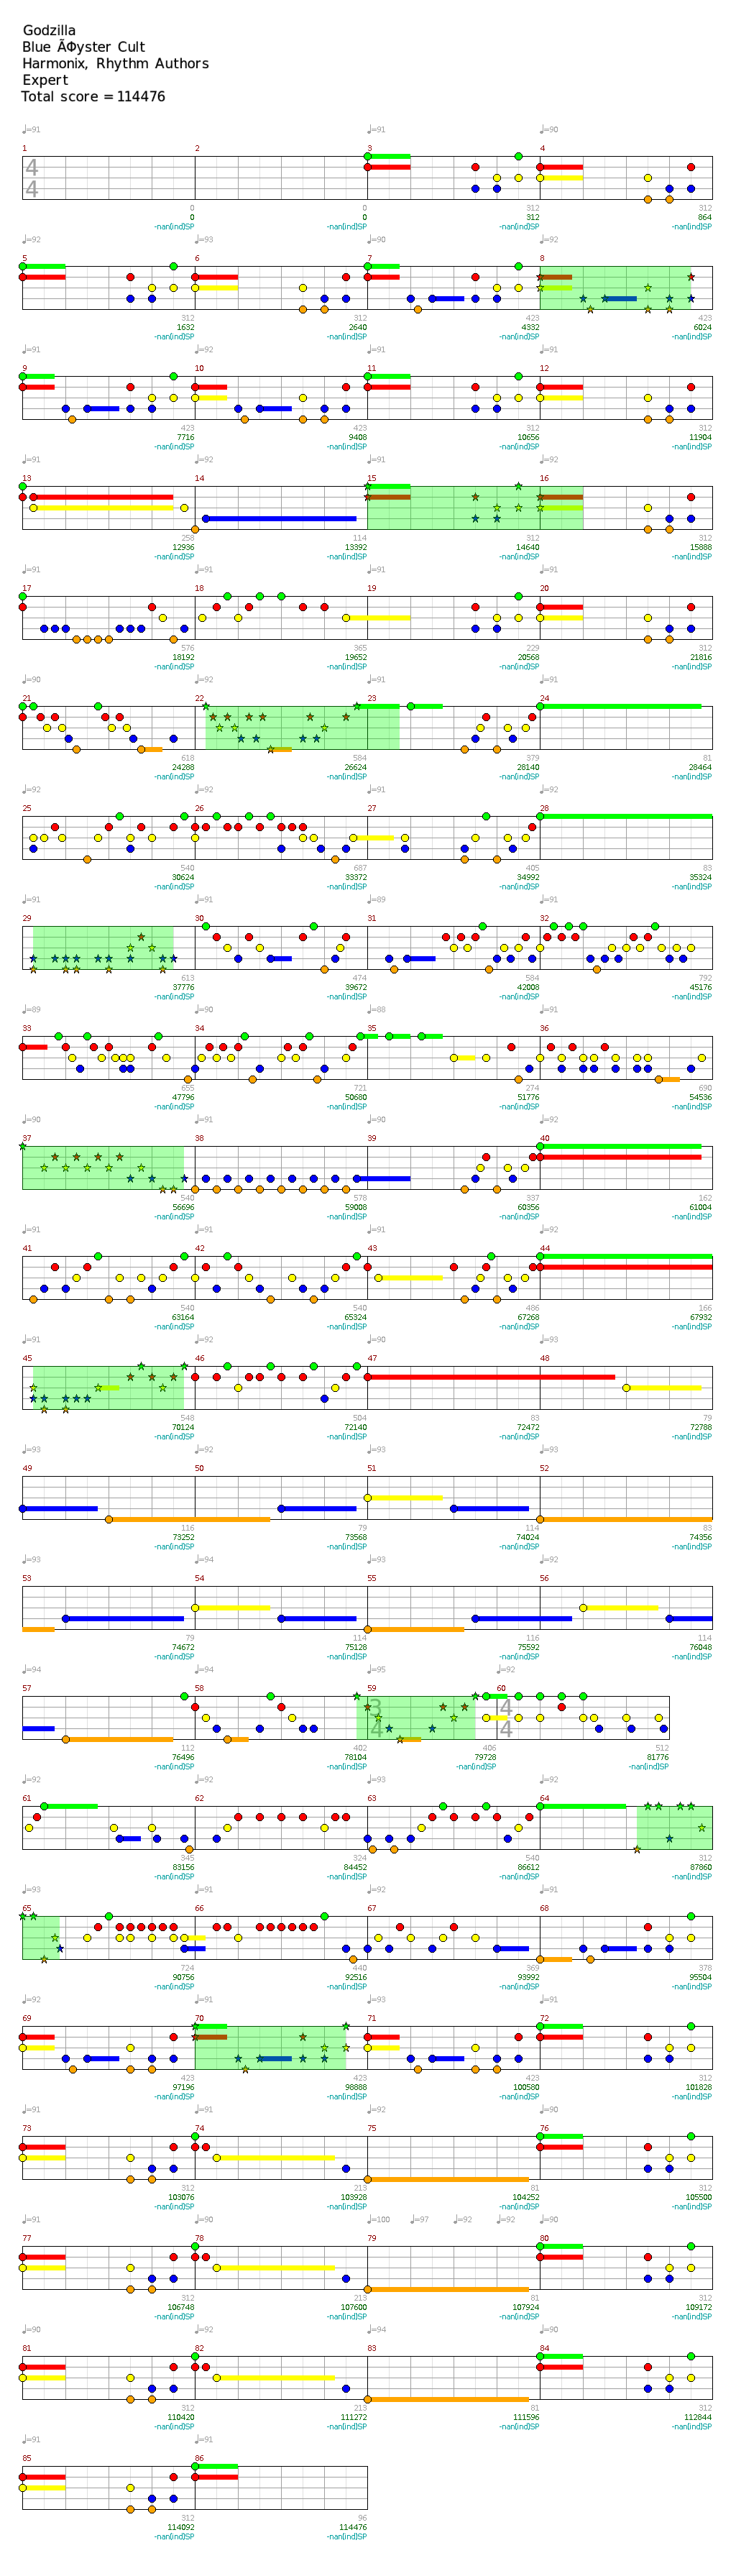 Godzilla
Blue ÃΦyster Cult
Harmonix, Rhythm Authors
Expert
Total score = 114476
♩=91 ♩=91 ♩=90
1 2 3 4
4
4
0 0 312 312
0 0 312 864
-nan(ind)SP -nan(ind)SP -nan(ind)SP -nan(ind)SP
♩=92 ♩=93 ♩=91 ♩=92
5 6 7 8
312 312 423 423
1632 2640 4332 6024
-nan(ind)SP -nan(ind)SP -nan(ind)SP -nan(ind)SP
♩=91 ♩=92 ♩=91 ♩=91
9 10 11 12
423 423 312 312
7716 9408 10656 11904
-nan(ind)SP -nan(ind)SP -nan(ind)SP -nan(ind)SP
♩=91 ♩=92 ♩=91 ♩=92
13 14 15 16
258 114 312 312
12936 13392 14640 15888
-nan(ind)SP -nan(ind)SP -nan(ind)SP -nan(ind)SP
♩=91 ♩=91 ♩=91 ♩=91
17 18 19 20
576 365 229 312
18192 19652 20568 21816
-nan(ind)SP -nan(ind)SP -nan(ind)SP -nan(ind)SP
♩=90 ♩=92 ♩=91 ♩=91
21 22 23 24
618 584 379 81
24288 26624 28140 28464
-nan(ind)SP -nan(ind)SP -nan(ind)SP -nan(ind)SP
♩=92 ♩=91 ♩=92 ♩=92
25 26 27 28
540 687 405 83
30624 33372 34992 35324
-nan(ind)SP -nan(ind)SP -nan(ind)SP -nan(ind)SP
♩=91 ♩=91 ♩=89 ♩=92
29 30 31 32
613 474 584 792
37776 39672 42008 45176
-nan(ind)SP -nan(ind)SP -nan(ind)SP -nan(ind)SP
♩=89 ♩=90 ♩=88 ♩=91
33 34 35 36
655 721 274 690
47796 50680 51776 54536
-nan(ind)SP -nan(ind)SP -nan(ind)SP -nan(ind)SP
♩=90 ♩=91 ♩=90 ♩=92
37 38 39 40
540 578 337 162
56696 59008 60356 61004
-nan(ind)SP -nan(ind)SP -nan(ind)SP -nan(ind)SP
♩=91 ♩=92 ♩=91 ♩=92
41 42 43 44
540 540 486 166
63164 65324 67268 67932
-nan(ind)SP -nan(ind)SP -nan(ind)SP -nan(ind)SP
♩=91 ♩=92 ♩=90 ♩=93
45 46 47 48
548 504 83 79
70124 72140 72472 72788
-nan(ind)SP -nan(ind)SP -nan(ind)SP -nan(ind)SP
♩=93 ♩=92 ♩=93 ♩=92
49 50 51 52
116 79 114 83
73252 73568 74024 74356
-nan(ind)SP -nan(ind)SP -nan(ind)SP -nan(ind)SP
♩=93 ♩=94 ♩=93 ♩=92
53 54 55 56
79 114 116 114
74672 75128 75592 76048
-nan(ind)SP -nan(ind)SP -nan(ind)SP -nan(ind)SP
♩=94 ♩=94 ♩=95 ♩=92
57 58 59 60
3 4
4 4
112 402 406 512
76496 78104 79728 81776
-nan(ind)SP -nan(ind)SP -nan(ind)SP -nan(ind)SP
♩=92 ♩=92 ♩=93 ♩=91
61 62 63 64
345 324 540 312
83156 84452 86612 87860
-nan(ind)SP -nan(ind)SP -nan(ind)SP -nan(ind)SP
♩=93 ♩=91 ♩=92 ♩=91
65 66 67 68
724 440 369 378
90756 92516 93992 95504
-nan(ind)SP -nan(ind)SP -nan(ind)SP -nan(ind)SP
♩=92 ♩=91 ♩=92 ♩=92
69 70 71 72
423 423 423 312
97196 98888 100580 101828
-nan(ind)SP -nan(ind)SP -nan(ind)SP -nan(ind)SP
♩=91 ♩=91 ♩=92 ♩=91
73 74 75 76
312 213 81 312
103076 103928 104252 105500
-nan(ind)SP -nan(ind)SP -nan(ind)SP -nan(ind)SP
♩=91 ♩=90 ♩=100 ♩=97 ♩=92 ♩=92 ♩=90
77 78 79 80
312 213 81 312
106748 107600 107924 109172
-nan(ind)SP -nan(ind)SP -nan(ind)SP -nan(ind)SP
♩=90 ♩=92 ♩=94 ♩=90
81 82 83 84
312 213 81 312
110420 111272 111596 112844
-nan(ind)SP -nan(ind)SP -nan(ind)SP -nan(ind)SP
♩=91 ♩=91
85 86
312 96
114092 114476
-nan(ind)SP -nan(ind)SP